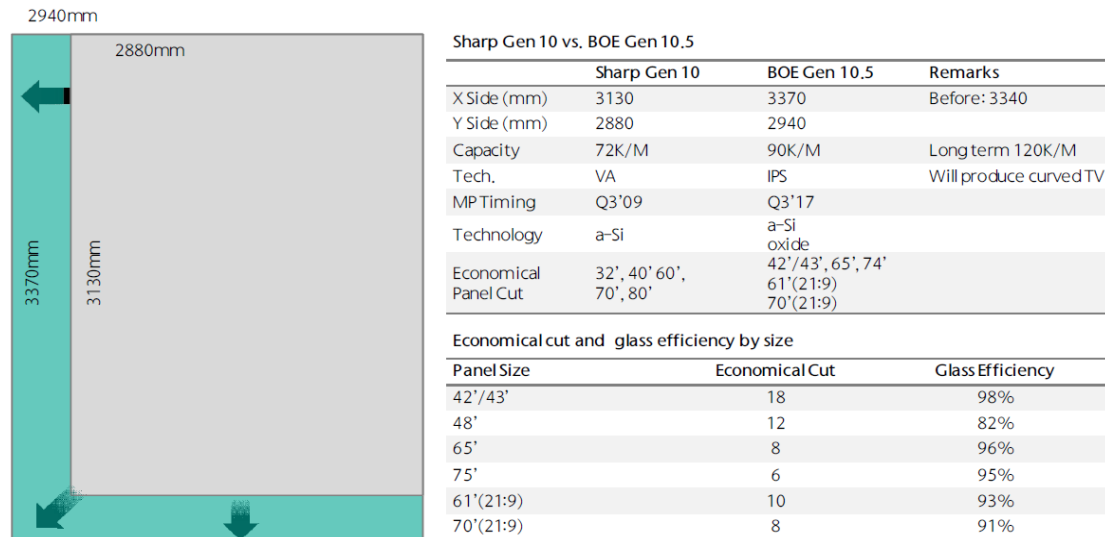 2940mm
2880mm
3370mm
3130mm
Sharp Gen 10 vs. BOE Gen 10.5
Sharp Gen 10 BOE Gen 10.5 Remarks
X Side (mm) 3130 3370 Before: 3340
Y Side (mm) 2880 2940
Capacity 72K/M 90K/M Long term 120K/M
Tech. VA IPS Will produce curved TV
MP Timing Q3'09 Q3'17
Technology a-Si a-Si
oxide
Economical Panel Cut 32', 40' 60', 70', 80' 42'/43', 65', 74'
61'(21:9)
70'(21:9)
Economical cut and glass efficiency by size
Panel Size Economical Cut Glass Efficiency
42'/43' 18 98%
48' 12 82%
65' 8 96%
75' 6 95%
61'(21:9) 10 93%
70'(21:9) 8 91%